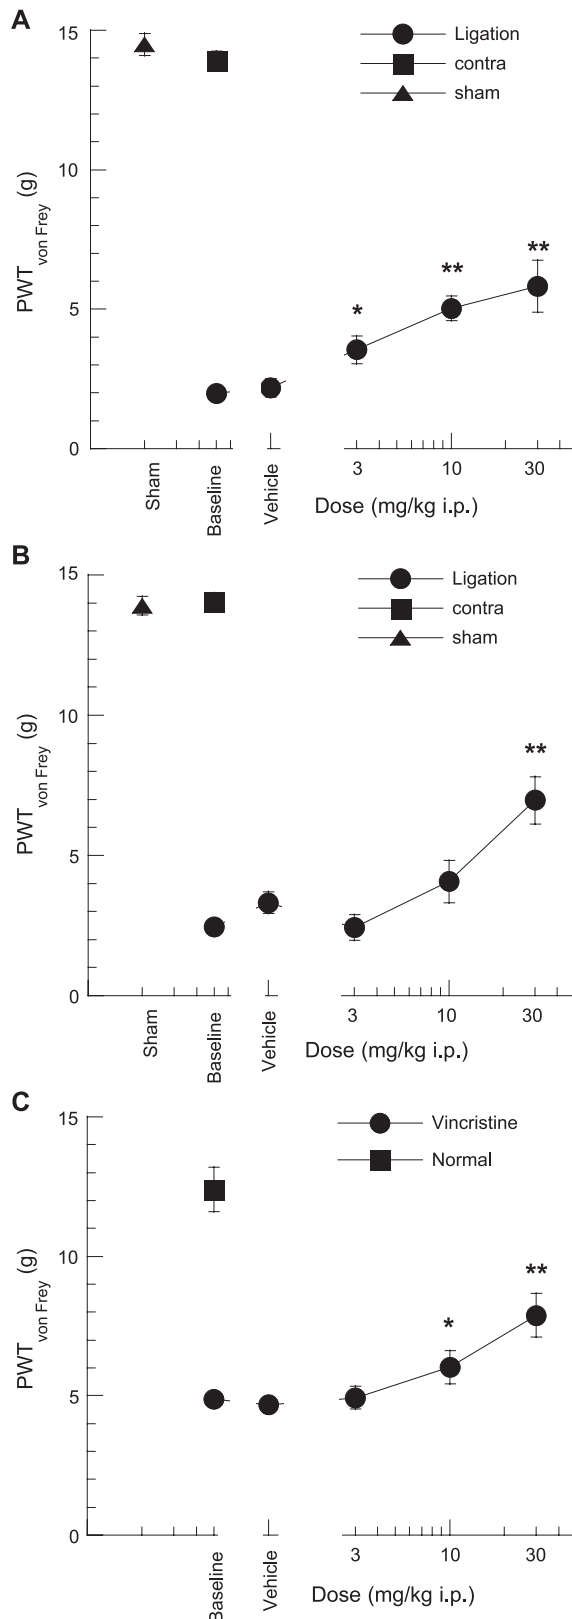 A
15
10
5
0
PWT von Frey (g)
Ligation
contra
sham
*
**
**
Sham
Baseline
Vehicle
3
10
30
Dose (mg/kg i.p.)
B
15
10
5
0
PWT von Frey (g)
Ligation
contra
sham
**
Sham
Baseline
Vehicle
3
10
30
Dose (mg/kg i.p.)
C
15
10
5
0
PWT von Frey (g)
Vincristine
Normal
*
**
Baseline
Vehicle
3
10
30
Dose (mg/kg i.p.)